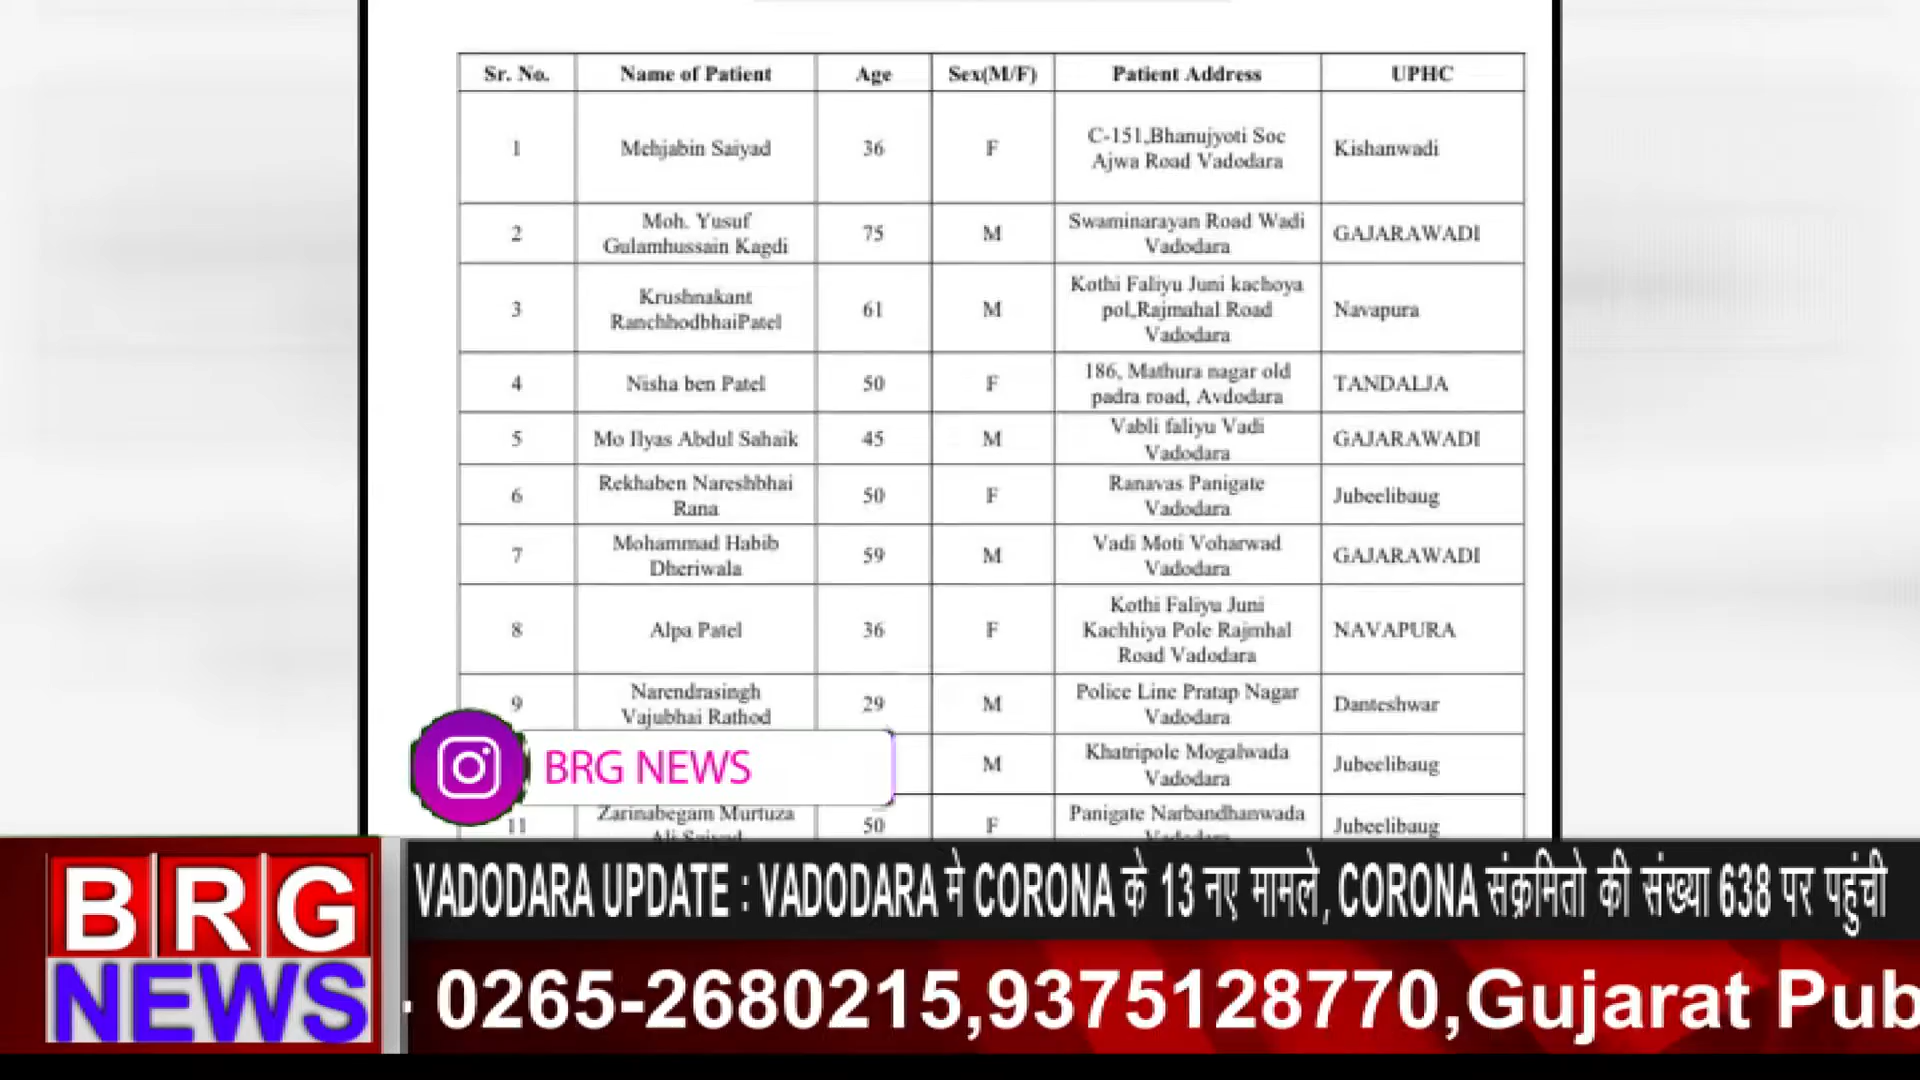 Sr. No. Name of Patient Age Sex(M/F) Patient Address UPHC
1 Mehjabin Saiyad 36 F C-151,Bhanujyoti Soc Kishanwadi
Ajwa Road Vadodara
2 Moh. Yusuf 75 M Swaminarayan Road Wadi GAJARAWADI
Gulamhussain Kagdi Vadodara
3 Krushnakant 61 M Kothi Faliyu Juni kachoya Navapura
RanchhodbhaiPatel pol,Rajmahal Road
Vadodara
4 Nisha ben Patel 50 F 186, Mathura nagar old TANDALJA
padra road, Avdodara
5 Mo Ilyas Abdul Sahaik 45 M Vabli faliyu Vadi GAJARAWADI
Vadodara
6 Rekhaben Nareshbhai 50 F Ranavas Panigate Jubeelibaug
Rana Vadodara
7 Mohammad Habib 59 M Vadi Moti Voharwad GAJARAWADI
Dheriwala Vadodara
8 Alpa Patel 36 F Kothi Faliyu Juni NAVAPURA
Kachhiya Pole Rajmhal
Road Vadodara
9 Narendrasingh 29 M Police Line Pratap Nagar Danteshwar
Vajubhai Rathod Vadodara
M Khatripole Mogalwada Jubeelibaug
Vadodara
BRG NEWS
11 Zarinabegam Murtuza 50 F Panigate Narbandhanwada Jubeelibaug
BRG
NEWS
VADODARA UPDATE : VADODARA मे CORONA के 13 नए मामले, CORONA संक्रमितो की संख्या 638 पर पहुंची
0265-2680215,9375128770,Gujarat Pub